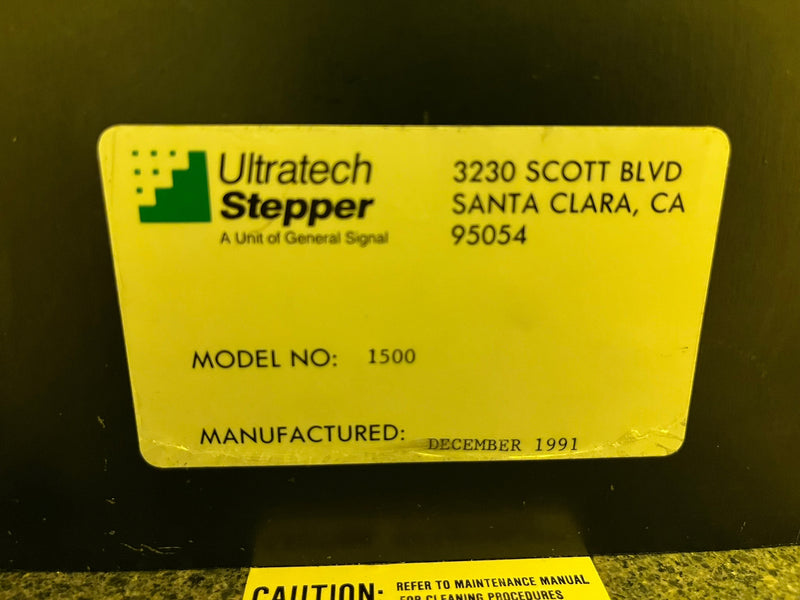 Ultratech
Stepper
A Unit of General Signal
3230 SCOTT BLVD
SANTA CLARA, CA
95054
MODEL NO: 1500
MANUFACTURED: DECEMBER 1991
CAUTION: REFER TO MAINTENANCE MANUAL
FOR CLEANING PROCEDURES